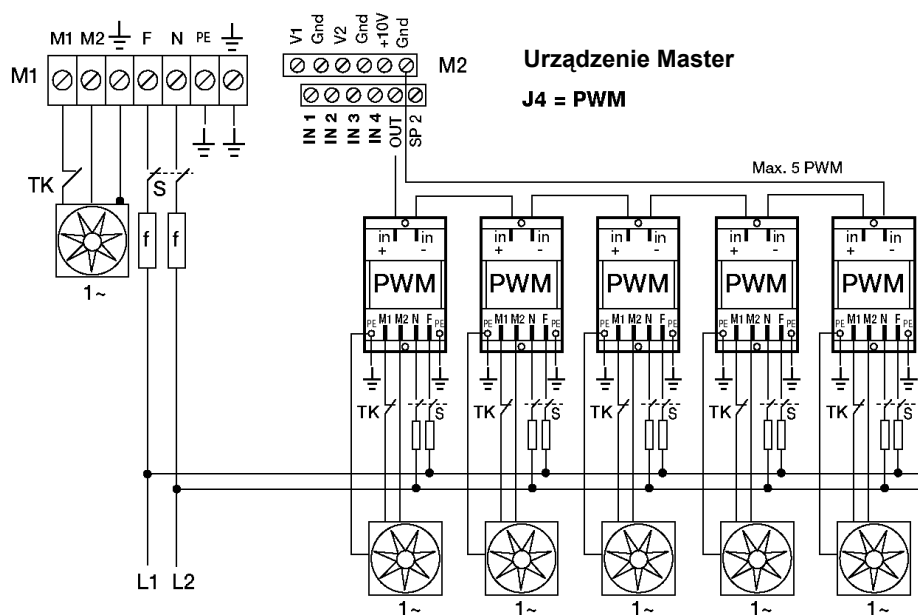 V1 Gnd V2 Gnd +10V Gnd
M1 M2 F N PE
M1
M2
Urządzenie Master
J4 = PWM
IN 1 IN 2 IN 3 IN 4 OUT SP 2
Max. 5 PWM
TK
S
f f
1~
in in in in in in in in in in
+ - + - + - + - + -
PWM PWM PWM PWM PWM
PE M1 M2 N F PE PE M1 M2 N F PE PE M1 M2 N F PE PE M1 M2 N F PE PE M1 M2 N F PE
TK S TK S TK S TK S TK S
L1 L2
1~ 1~ 1~ 1~ 1~